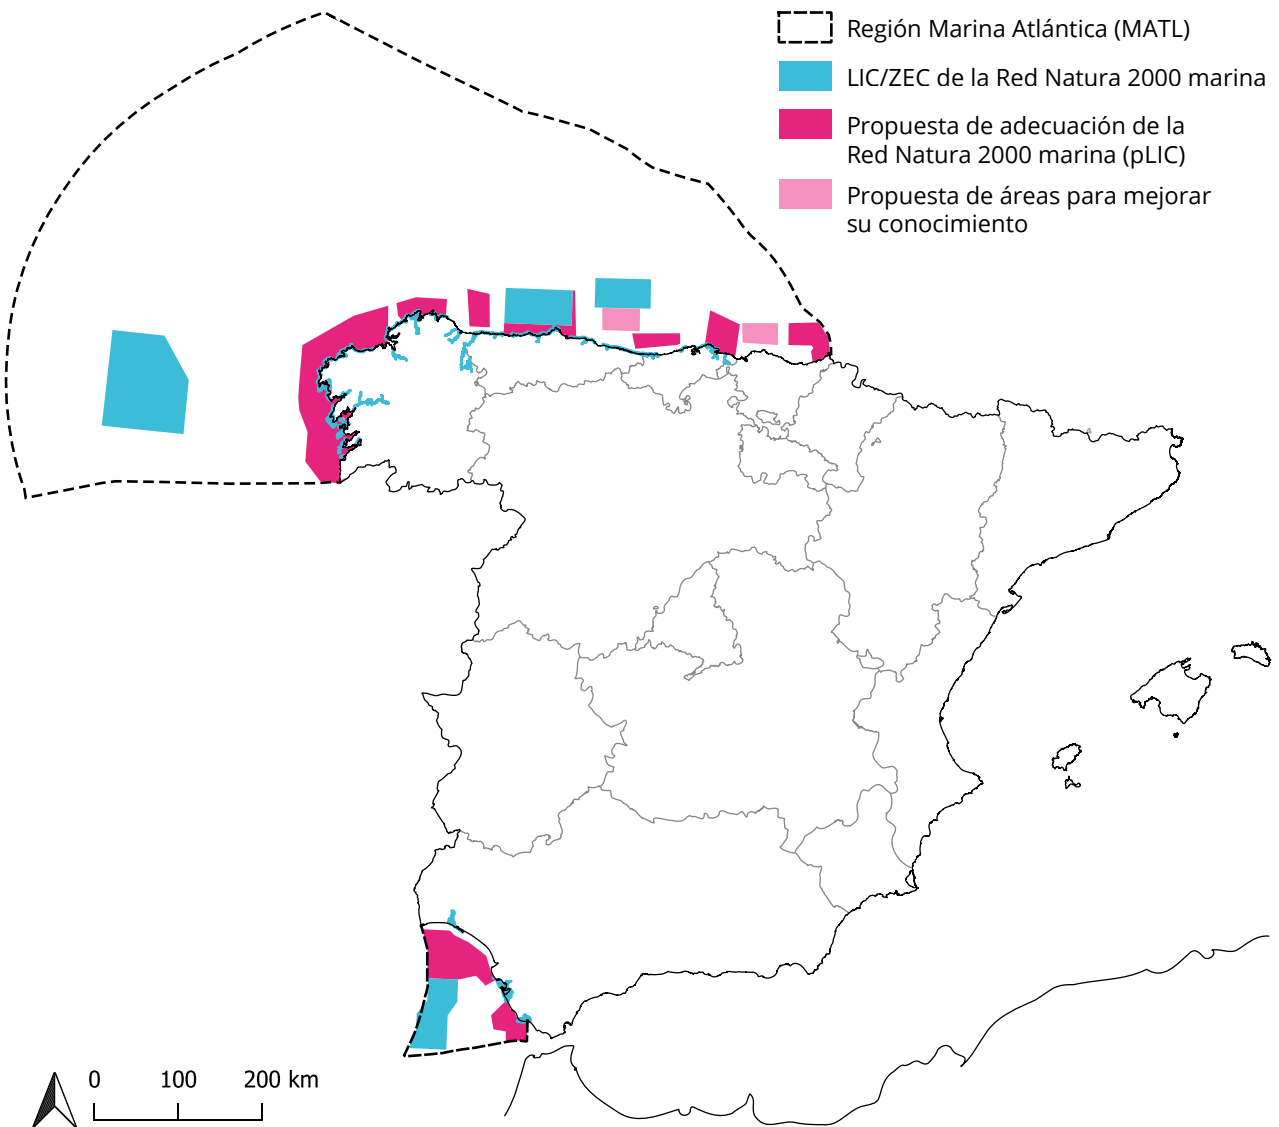 Región Marina Atlántica (MATL)
LIC/ZEC de la Red Natura 2000 marina
Propuesta de adecuación de la
Red Natura 2000 marina (pLIC)
Propuesta de áreas para mejorar
su conocimiento
0 100 200 km